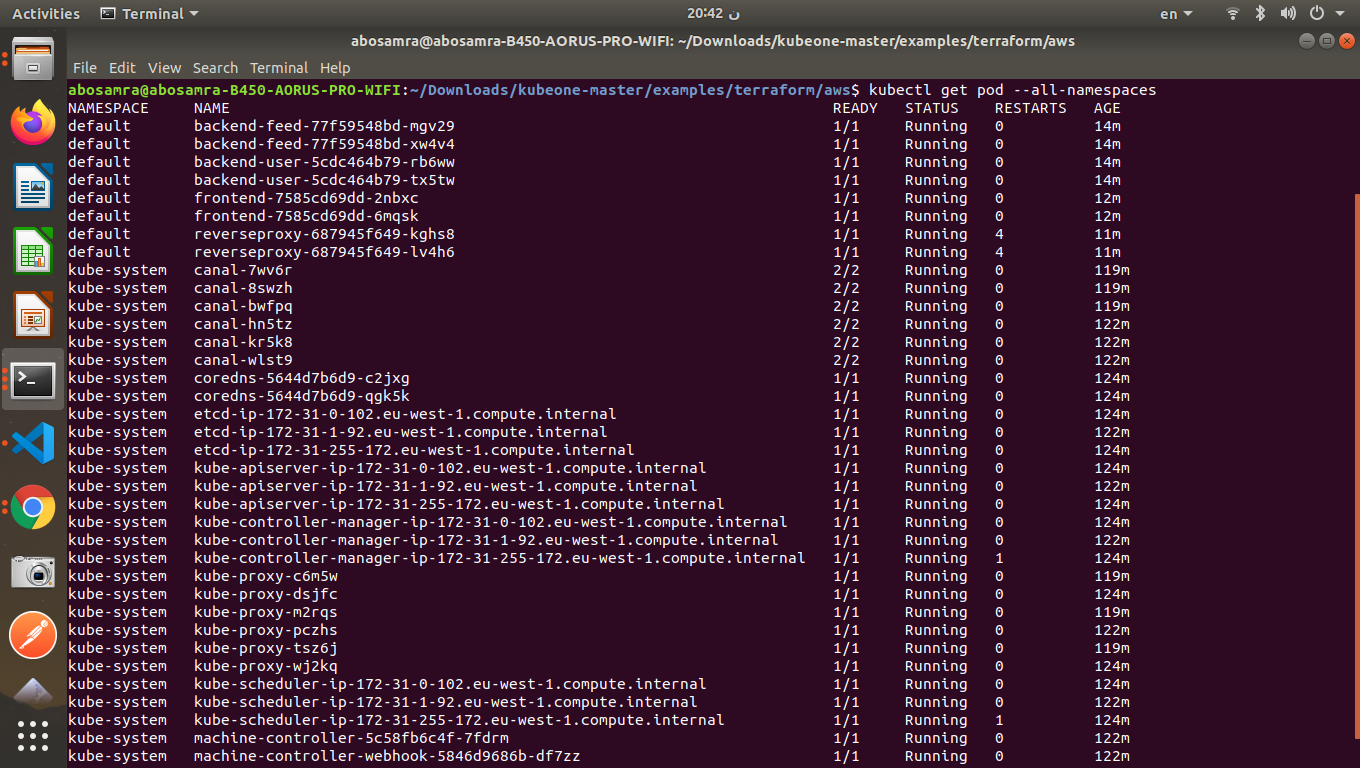 Activities Terminal 20:42 ن en
abosamra@abosamra-B450-AORUS-PRO-WIFI: ~/Downloads/kubeone-master/examples/terraform/aws
File Edit View Search Terminal Help
abosamra@abosamra-B450-AORUS-PRO-WIFI:~/Downloads/kubeone-master/examples/terraform/aws$ kubectl get pod --all-namespaces
NAMESPACE NAME READY STATUS RESTARTS AGE
default backend-feed-77f59548bd-mgv29 1/1 Running 0 14m
default backend-feed-77f59548bd-xw4v4 1/1 Running 0 14m
default backend-user-5cdc464b79-rb6ww 1/1 Running 0 14m
default backend-user-5cdc464b79-tx5tw 1/1 Running 0 14m
default frontend-7585cd69dd-2nbxc 1/1 Running 0 12m
default frontend-7585cd69dd-6mqsk 1/1 Running 0 12m
default reverseproxy-687945f649-kghs8 1/1 Running 4 11m
default reverseproxy-687945f649-lv4h6 1/1 Running 4 11m
kube-system canal-7wv6r 2/2 Running 0 119m
kube-system canal-8swzh 2/2 Running 0 119m
kube-system canal-bwfpq 2/2 Running 0 119m
kube-system canal-hn5tz 2/2 Running 0 122m
kube-system canal-kr5k8 2/2 Running 0 122m
kube-system canal-wlst9 2/2 Running 0 122m
kube-system coredns-5644d7b6d9-c2jxg 1/1 Running 0 124m
kube-system coredns-5644d7b6d9-qgk5k 1/1 Running 0 124m
kube-system etcd-ip-172-31-0-102.eu-west-1.compute.internal 1/1 Running 0 124m
kube-system etcd-ip-172-31-1-92.eu-west-1.compute.internal 1/1 Running 0 122m
kube-system etcd-ip-172-31-255-172.eu-west-1.compute.internal 1/1 Running 0 124m
kube-system kube-apiserver-ip-172-31-0-102.eu-west-1.compute.internal 1/1 Running 0 124m
kube-system kube-apiserver-ip-172-31-1-92.eu-west-1.compute.internal 1/1 Running 0 122m
kube-system kube-apiserver-ip-172-31-255-172.eu-west-1.compute.internal 1/1 Running 0 124m
kube-system kube-controller-manager-ip-172-31-0-102.eu-west-1.compute.internal 1/1 Running 0 124m
kube-system kube-controller-manager-ip-172-31-1-92.eu-west-1.compute.internal 1/1 Running 0 122m
kube-system kube-controller-manager-ip-172-31-255-172.eu-west-1.compute.internal 1/1 Running 1 124m
kube-system kube-proxy-c6m5w 1/1 Running 0 119m
kube-system kube-proxy-dsjfc 1/1 Running 0 124m
kube-system kube-proxy-m2rqs 1/1 Running 0 119m
kube-system kube-proxy-pczhs 1/1 Running 0 122m
kube-system kube-proxy-tsz6j 1/1 Running 0 119m
kube-system kube-proxy-wj2kq 1/1 Running 0 124m
kube-system kube-scheduler-ip-172-31-0-102.eu-west-1.compute.internal 1/1 Running 0 124m
kube-system kube-scheduler-ip-172-31-1-92.eu-west-1.compute.internal 1/1 Running 0 122m
kube-system kube-scheduler-ip-172-31-255-172.eu-west-1.compute.internal 1/1 Running 1 124m
kube-system machine-controller-5c58fb6c4f-7fdrm 1/1 Running 0 122m
kube-system machine-controller-webhook-5846d9686b-df7zz 1/1 Running 0 122m